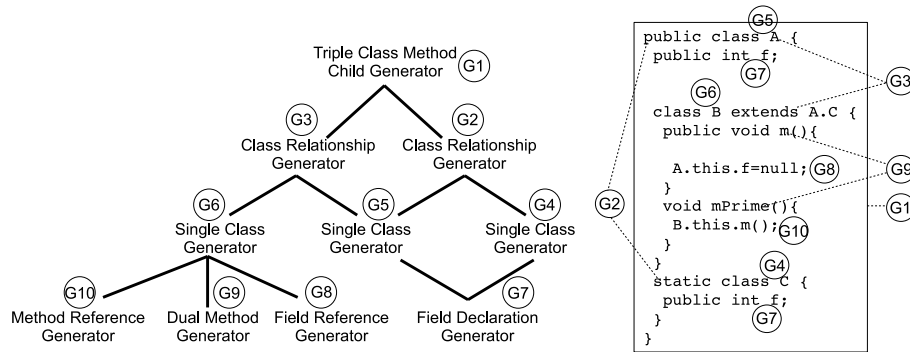 Triple Class Method
Child Generator
G1
G3
G2
Class Relationship
Generator
Class Relationship
Generator
G6
G5
G4
Single Class
Generator
Single Class
Generator
Single Class
Generator
G10
G9
G8
G7
Method Reference
Generator
Dual Method
Generator
Field Reference
Generator
Field Declaration
Generator
G5
public class A {
public int f;
G7
G3
G6
class B extends A.C {
public void m(){
A.this.f=null;
G8
G9
}
G2
void mPrime(){
G1
B.this.m();
G10
}
}
G4
static class C {
public int f;
G7
}
}